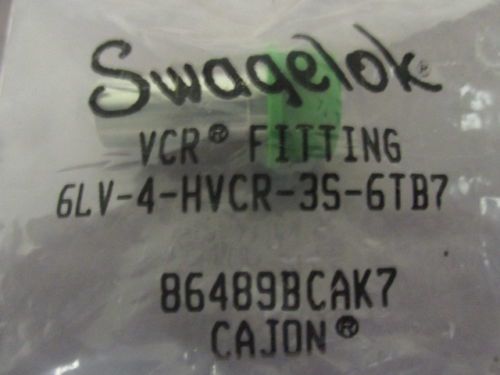 Swagelok®
VCR® FITTING
6LV-4-HVCR-3S-6TB7
86489BCAK7
CAJON®